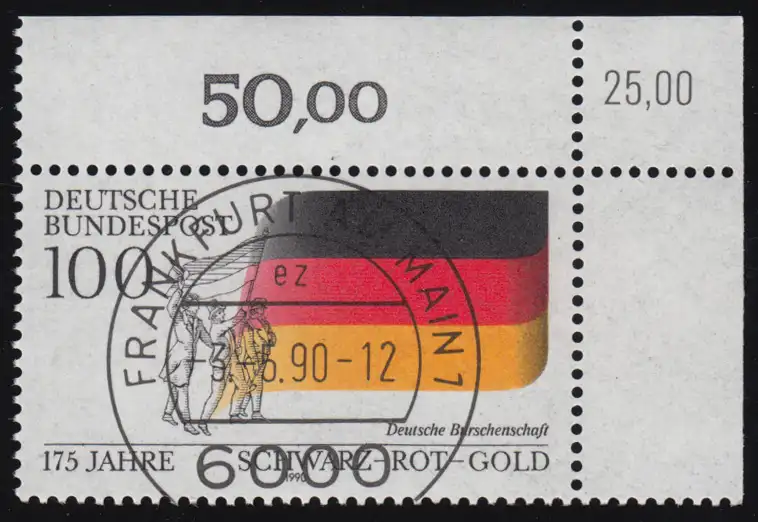 50,00
25,00
DEUTSCHE
BUNDESPOST
100
FRANKFURT AM MAIN 1
ez
90-12
Deutsche Burschenschaft
175 JAHRE SCHWARZ-ROT-GOLD
6000
1990